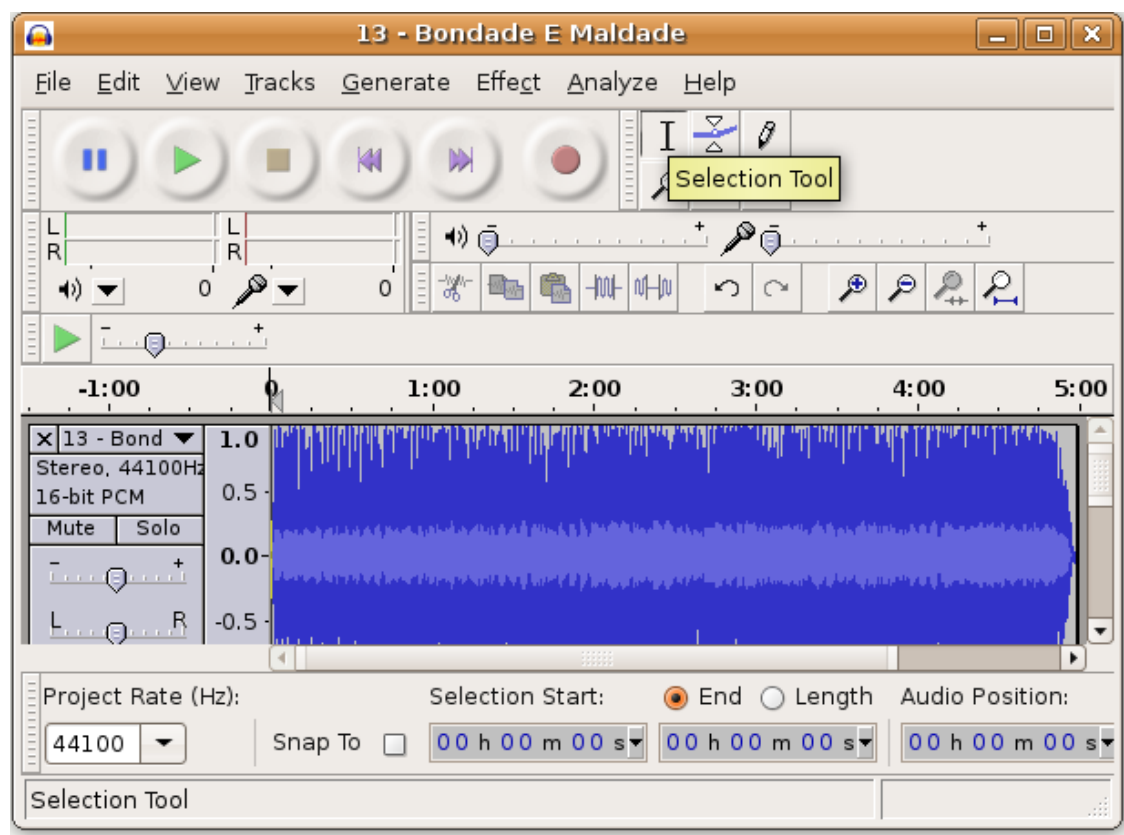 13 - Bondade E Maldade
File Edit View Tracks Generate Effect Analyze Help
Selection Tool
L L - + - +
R R
0 0
- +
-1:00 0 1:00 2:00 3:00 4:00 5:00
13 - Bond 1.0
Stereo, 44100Hz
16-bit PCM 0.5
Mute Solo
- + 0.0
L R -0.5
Project Rate (Hz): Selection Start: End Length Audio Position:
44100 Snap To 00 h 00 m 00 s 00 h 00 m 00 s 00 h 00 m 00 s
Selection Tool